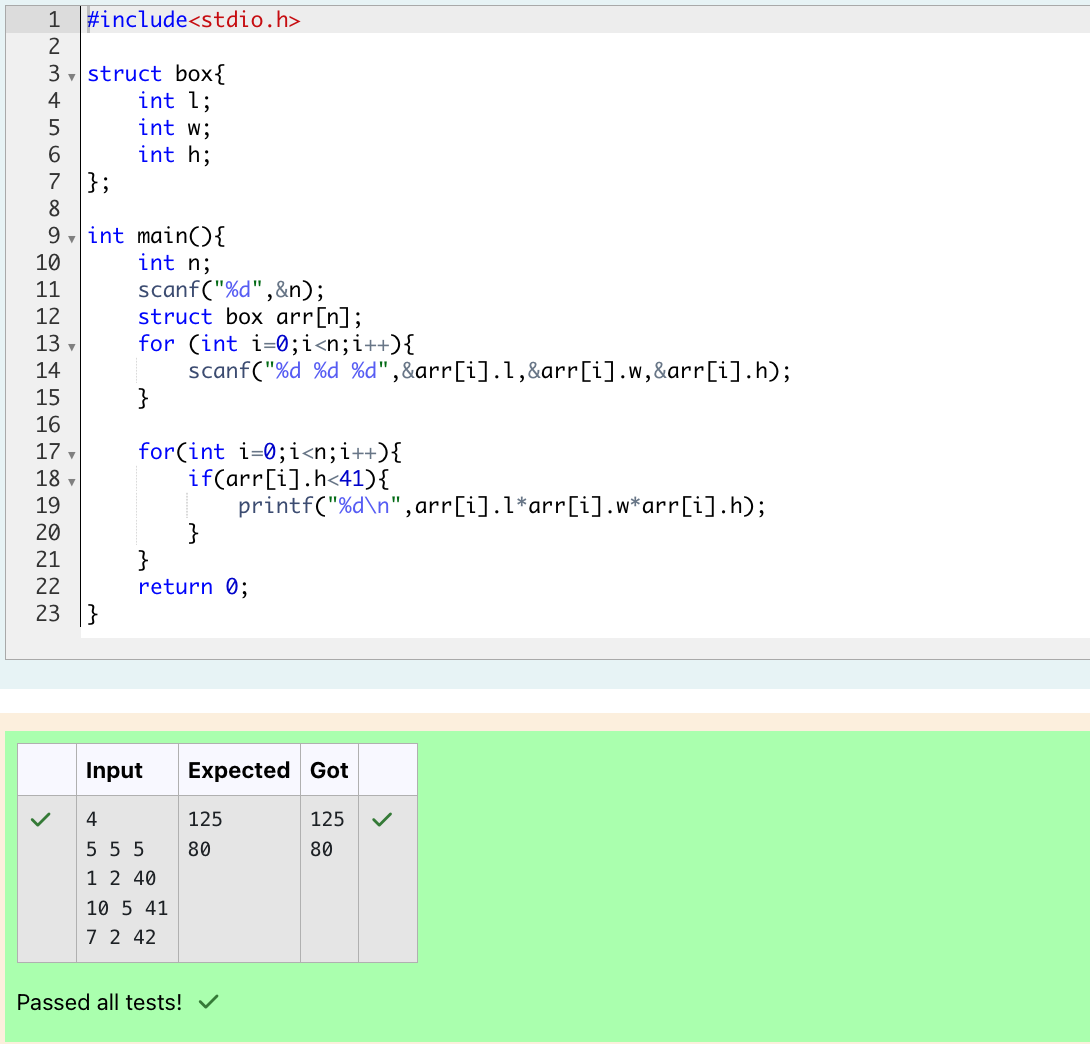 1 #include<stdio.h>
2
3 struct box{
4     int l;
5     int w;
6     int h;
7 };
8
9 int main(){
10     int n;
11     scanf("%d",&n);
12     struct box arr[n];
13     for (int i=0;i<n;i++){
14         scanf("%d %d %d",&arr[i].l,&arr[i].w,&arr[i].h);
15     }
16
17     for(int i=0;i<n;i++){
18         if(arr[i].h<41){
19             printf("%d\n",arr[i].l*arr[i].w*arr[i].h);
20         }
21     }
22     return 0;
23 }
Input Expected Got
4 125 125
5 5 5 80 80
1 2 40
10 5 41
7 2 42
Passed all tests!